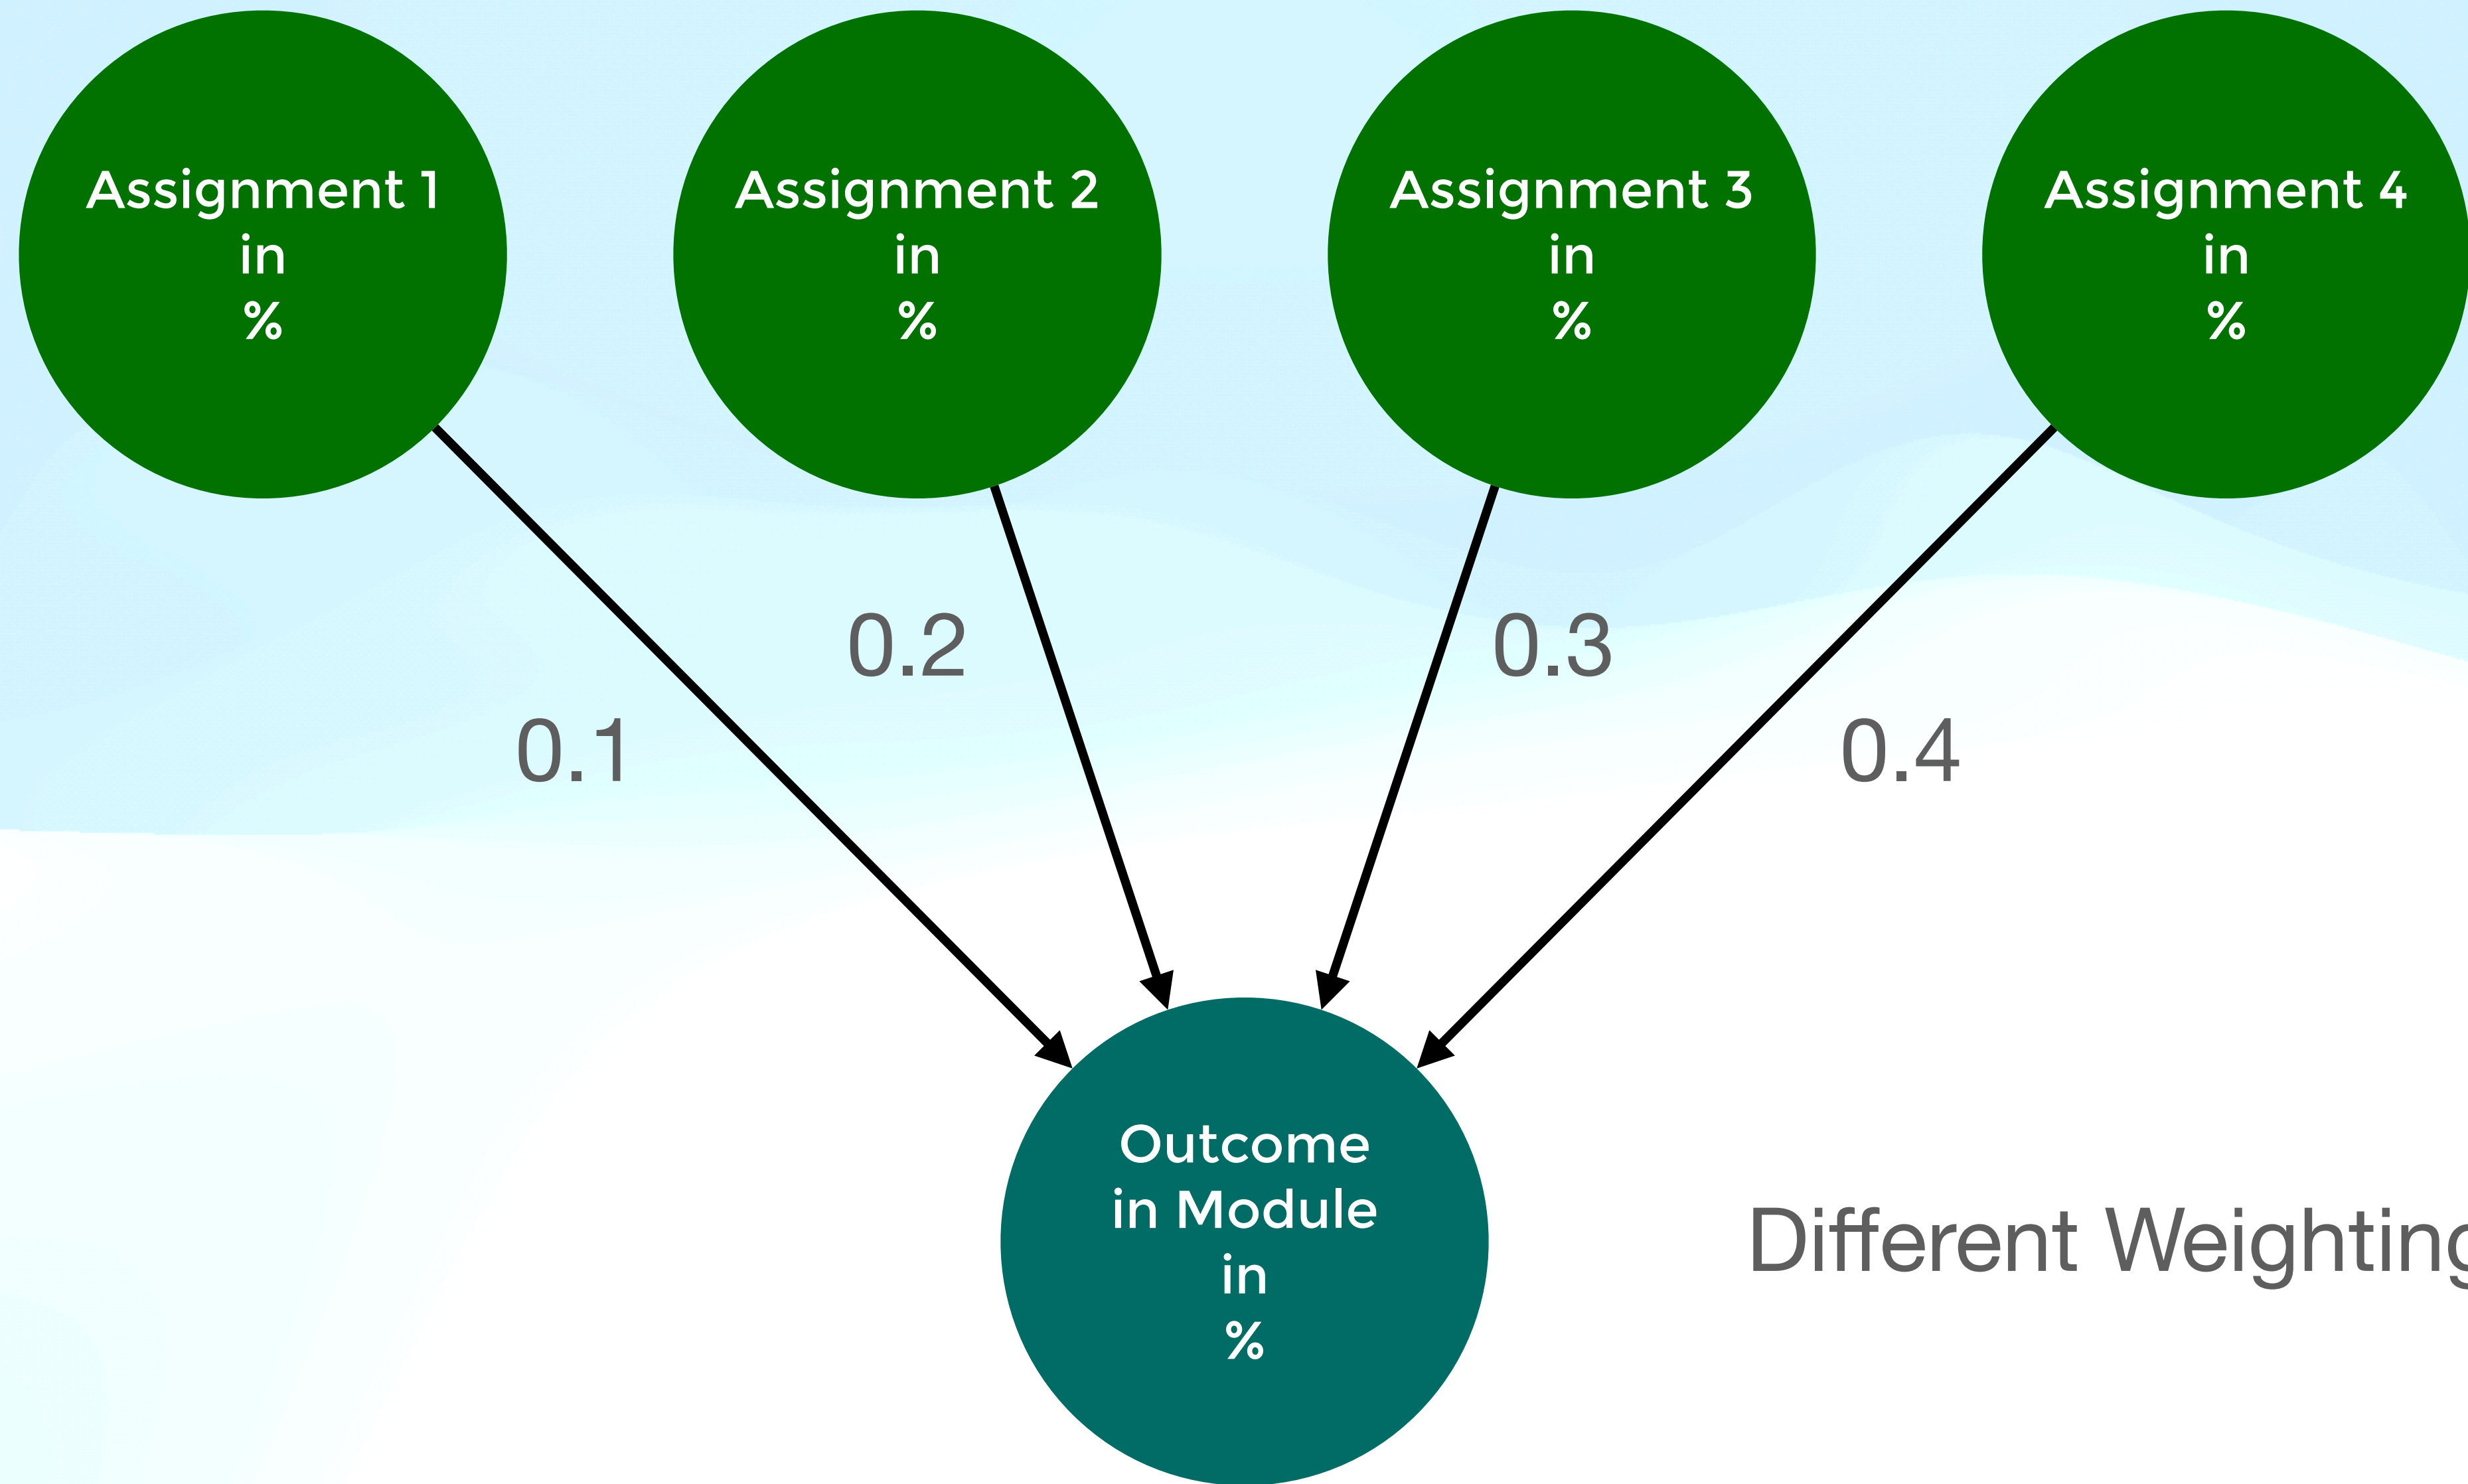 Assignment 1
in
%
Assignment 2
in
%
Assignment 3
in
%
Assignment 4
in
%
0.1
0.2
0.3
0.4
Outcome
in Module
in
%
Different Weighting